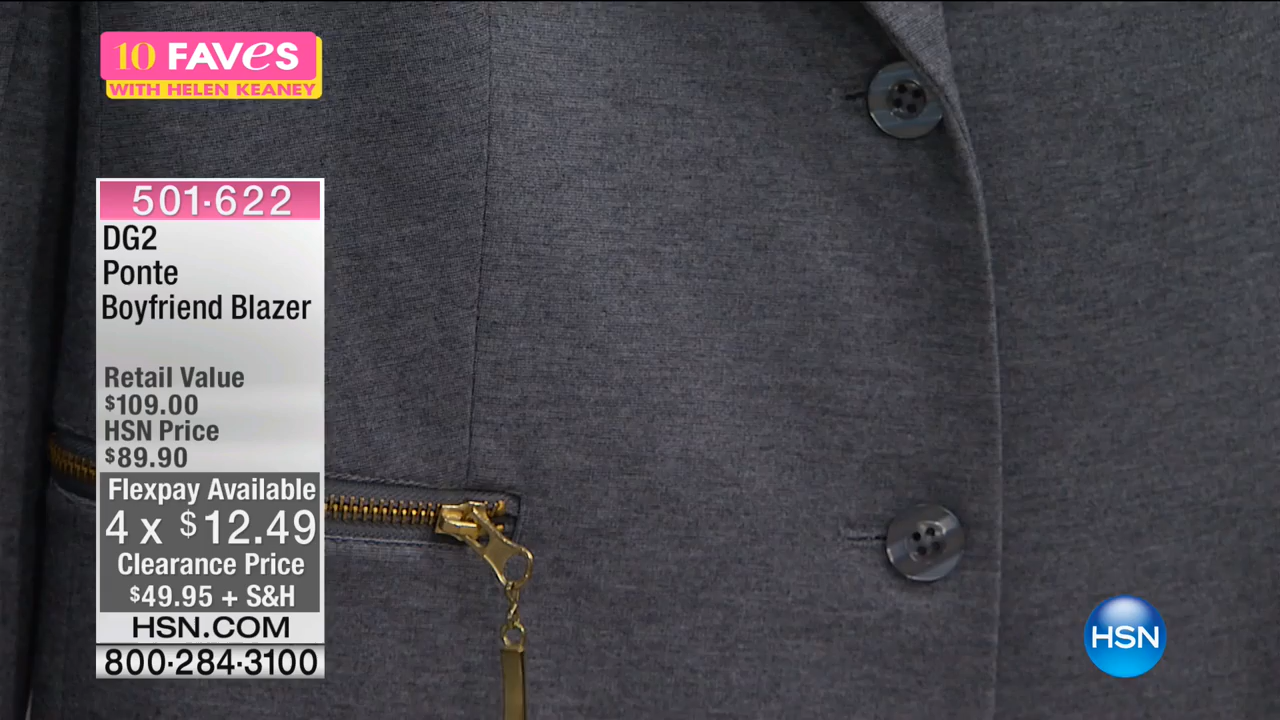 10 FAVES
WITH HELEN KEANEY
501·622
DG2
Ponte
Boyfriend Blazer
Retail Value
$109.00
HSN Price
$89.90
Flexpay Available
4 x $12.49
Clearance Price
$49.95 + S&H
HSN.COM
800·284·3100
HSN